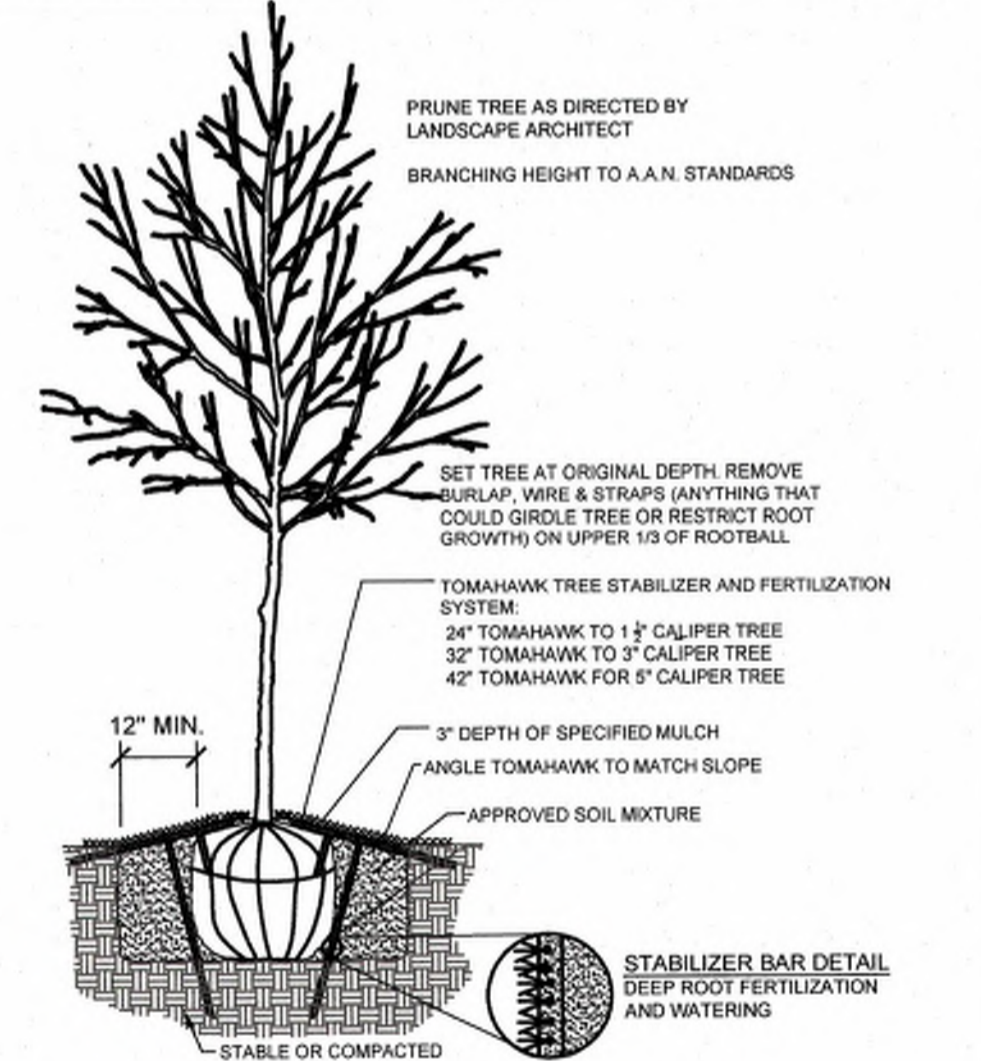 PRUNE TREE AS DIRECTED BY
LANDSCAPE ARCHITECT
BRANCHING HEIGHT TO A.A.N. STANDARDS
SET TREE AT ORIGINAL DEPTH. REMOVE
BURLAP, WIRE & STRAPS (ANYTHING THAT
COULD GIRDLE TREE OR RESTRICT ROOT
GROWTH) ON UPPER 1/3 OF ROOTBALL
TOMAHAWK TREE STABILIZER AND FERTILIZATION
SYSTEM:
24" TOMAHAWK TO 1 ½" CALIPER TREE
32" TOMAHAWK TO 3" CALIPER TREE
42" TOMAHAWK FOR 5" CALIPER TREE
12" MIN.
3" DEPTH OF SPECIFIED MULCH
ANGLE TOMAHAWK TO MATCH SLOPE
APPROVED SOIL MIXTURE
STABILIZER BAR DETAIL
DEEP ROOT FERTILIZATION
AND WATERING
STABLE OR COMPACTED